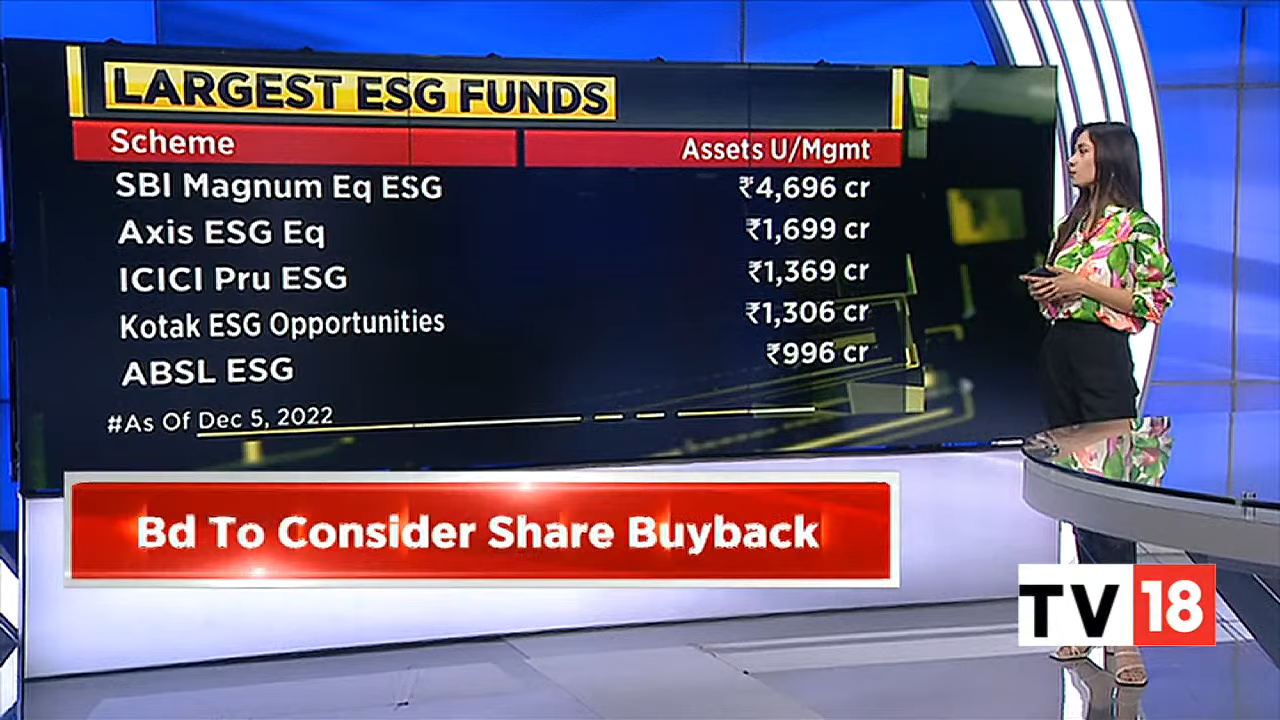 LARGEST ESG FUNDS
Scheme Assets U/Mgmt
SBI Magnum Eq ESG ₹4,696 cr
Axis ESG Eq ₹1,699 cr
ICICI Pru ESG ₹1,369 cr
Kotak ESG Opportunities ₹1,306 cr
ABSL ESG ₹996 cr
#As Of Dec 5, 2022
Bd To Consider Share Buyback
TV18